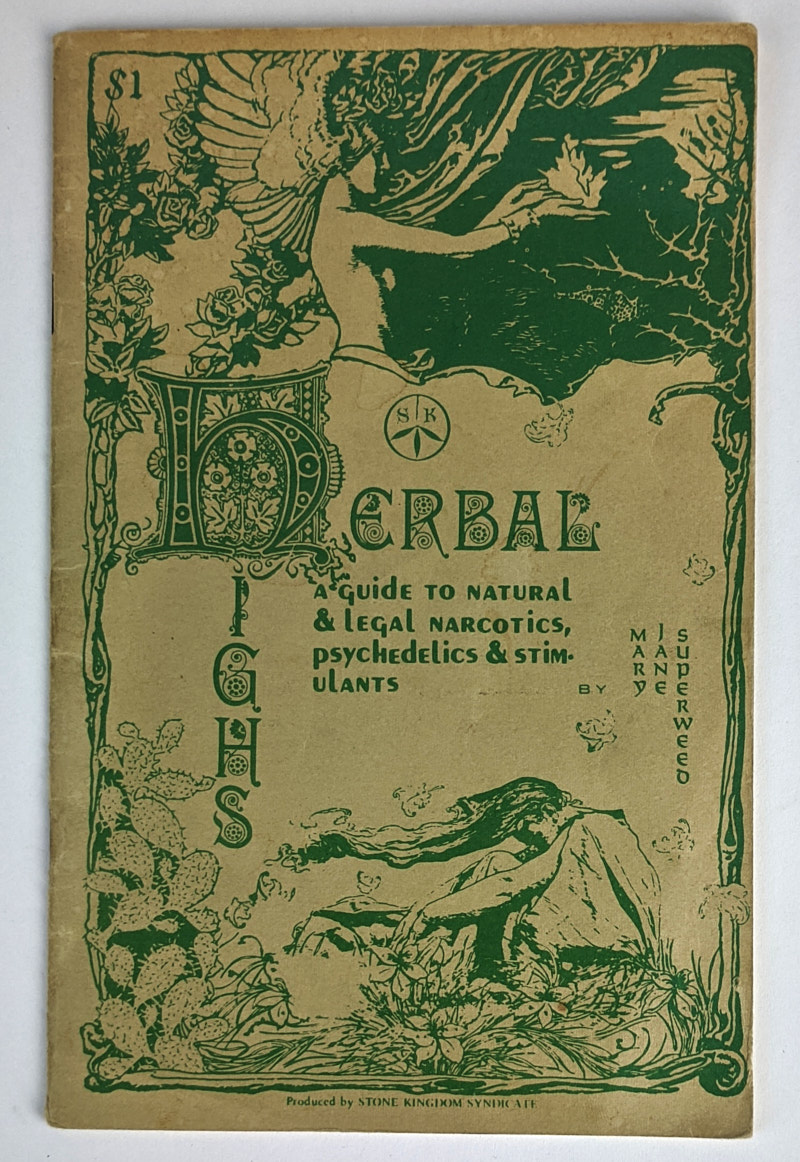 $1
S K
HERBAL
HIGHS
A GUIDE TO NATURAL
& LEGAL NARCOTICS,
PSYCHEDELICS & STIM-
ULANTS
BY
MARY
JANE
SUPERWEED
Produced by STONE KINGDOM SYNDICATE